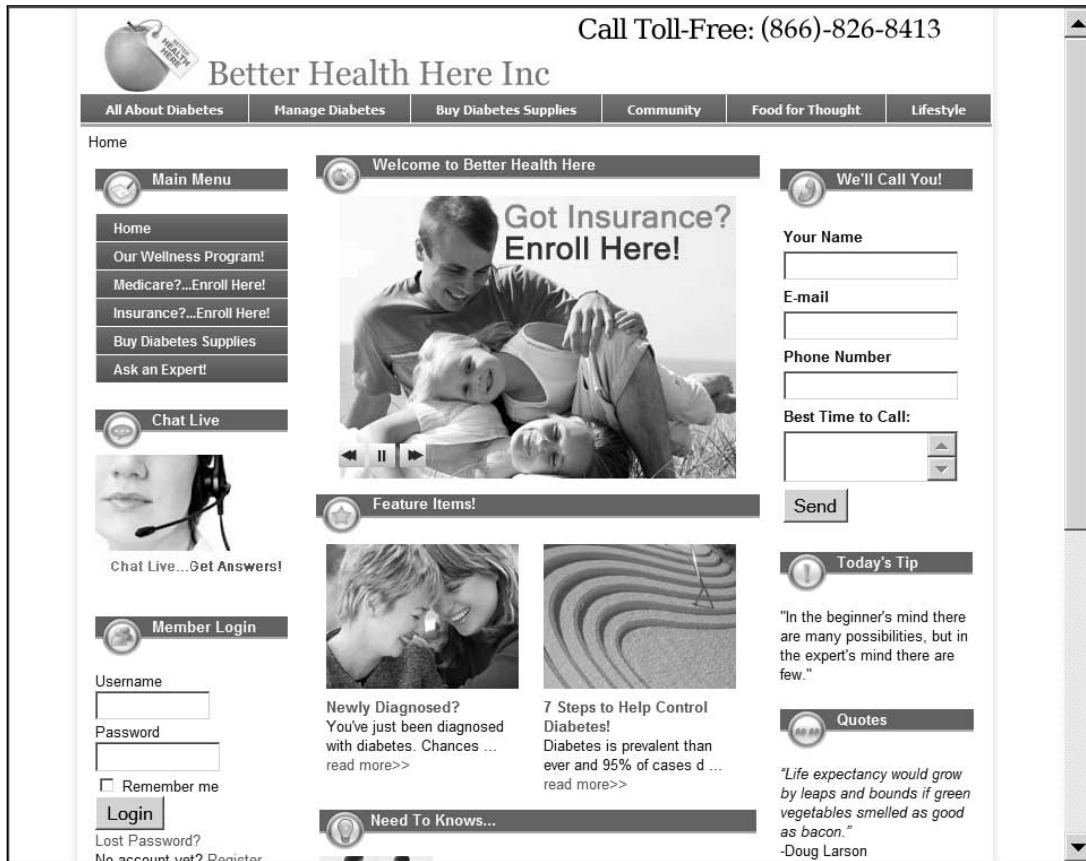 Call Toll-Free: (866)-826-8413
BETTER
HEALTH
HERE
Better Health Here Inc
All About Diabetes
Manage Diabetes
Buy Diabetes Supplies
Community
Food for Thought
Lifestyle
Home
Main Menu
Home
Our Wellness Program!
Medicare?...Enroll Here!
Insurance?...Enroll Here!
Buy Diabetes Supplies
Ask an Expert!
Chat Live
Chat Live...Get Answers!
Member Login
Username
Password
Remember me
Login
Lost Password?
No account yet? Register
Welcome to Better Health Here
Got Insurance?
Enroll Here!
Feature Items!
Newly Diagnosed?
You've just been diagnosed
with diabetes. Chances ...
read more>>
7 Steps to Help Control
Diabetes!
Diabetes is prevalent than
ever and 95% of cases d ...
read more>>
Need To Knows...
We'll Call You!
Your Name
E-mail
Phone Number
Best Time to Call:
Send
Today's Tip
"In the beginner's mind there
are many possibilities, but in
the expert's mind there are
few."
Quotes
“Life expectancy would grow
by leaps and bounds if green
vegetables smelled as good
as bacon.”
-Doug Larson